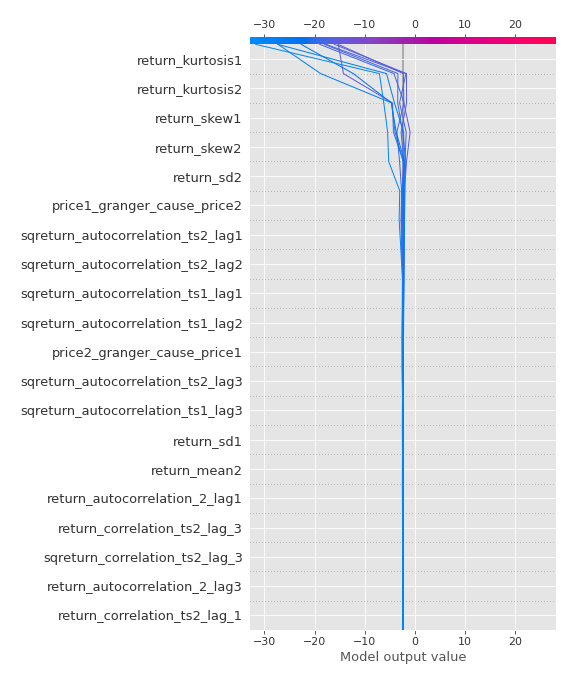 −30 −20 −10 0 10 20
return_kurtosis1
return_kurtosis2
return_skew1
return_skew2
return_sd2
price1_granger_cause_price2
sqreturn_autocorrelation_ts2_lag1
sqreturn_autocorrelation_ts2_lag2
sqreturn_autocorrelation_ts1_lag1
sqreturn_autocorrelation_ts1_lag2
price2_granger_cause_price1
sqreturn_autocorrelation_ts2_lag3
sqreturn_autocorrelation_ts1_lag3
return_sd1
return_mean2
return_autocorrelation_2_lag1
return_correlation_ts2_lag_3
sqreturn_correlation_ts2_lag_3
return_autocorrelation_2_lag3
return_correlation_ts2_lag_1
−30 −20 −10 0 10 20
Model output value